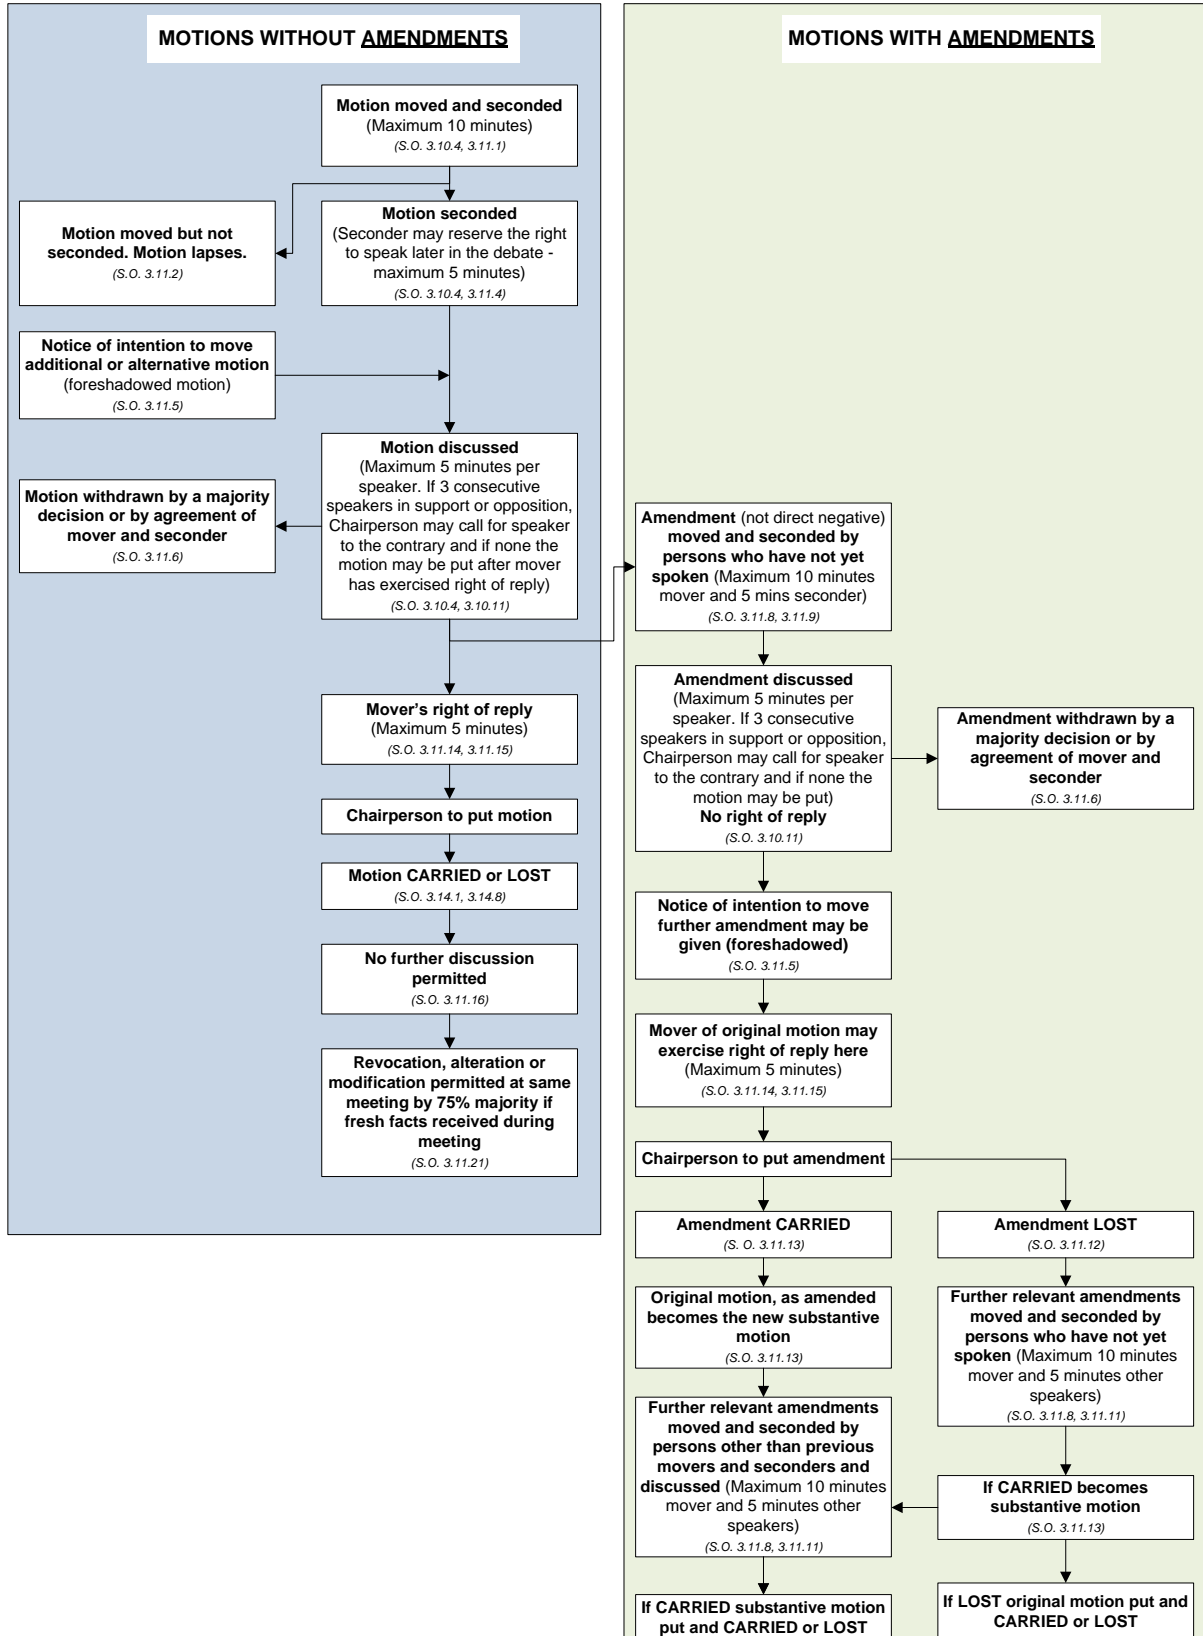 MOTIONS WITHOUT AMENDMENTS
Motion moved and seconded
(Maximum 10 minutes)
(S.O. 3.10.4, 3.11.1)
Motion moved but not
seconded. Motion lapses.
(S.O. 3.11.2)
Motion seconded
(Seconder may reserve the right
to speak later in the debate -
maximum 5 minutes)
(S.O. 3.10.4, 3.11.4)
Notice of intention to move
additional or alternative motion
(foreshadowed motion)
(S.O. 3.11.5)
Motion discussed
(Maximum 5 minutes per
speaker. If 3 consecutive
speakers in support or opposition,
Chairperson may call for speaker
to the contrary and if none the
motion may be put after mover
has exercised right of reply)
(S.O. 3.10.4, 3.10.11)
Motion withdrawn by a majority
decision or by agreement of
mover and seconder
(S.O. 3.11.6)
Mover's right of reply
(Maximum 5 minutes)
(S.O. 3.11.14, 3.11.15)
Chairperson to put motion
Motion CARRIED or LOST
(S.O. 3.14.1, 3.14.8)
No further discussion
permitted
(S.O. 3.11.16)
Revocation, alteration or
modification permitted at same
meeting by 75% majority if
fresh facts received during
meeting
(S.O. 3.11.21)
MOTIONS WITH AMENDMENTS
Amendment (not direct negative)
moved and seconded by
persons who have not yet
spoken (Maximum 10 minutes
mover and 5 mins seconder)
(S.O. 3.11.8, 3.11.9)
Amendment discussed
(Maximum 5 minutes per
speaker. If 3 consecutive
speakers in support or opposition,
Chairperson may call for speaker
to the contrary and if none the
motion may be put)
No right of reply
(S.O. 3.10.11)
Amendment withdrawn by a
majority decision or by
agreement of mover and
seconder
(S.O. 3.11.6)
Notice of intention to move
further amendment may be
given (foreshadowed)
(S.O. 3.11.5)
Mover of original motion may
exercise right of reply here
(Maximum 5 minutes)
(S.O. 3.11.14, 3.11.15)
Chairperson to put amendment
Amendment CARRIED
(S. O. 3.11.13)
Original motion, as amended
becomes the new substantive
motion
(S.O. 3.11.13)
Further relevant amendments
moved and seconded by
persons other than previous
movers and seconders and
discussed (Maximum 10 minutes
mover and 5 minutes other
speakers)
(S.O. 3.11.8, 3.11.11)
If CARRIED substantive motion
put and CARRIED or LOST
Amendment LOST
(S.O. 3.11.12)
Further relevant amendments
moved and seconded by
persons who have not yet
spoken (Maximum 10 minutes
mover and 5 minutes other
speakers)
(S.O. 3.11.8, 3.11.11)
If CARRIED becomes
substantive motion
(S.O. 3.11.13)
If LOST original motion put and
CARRIED or LOST